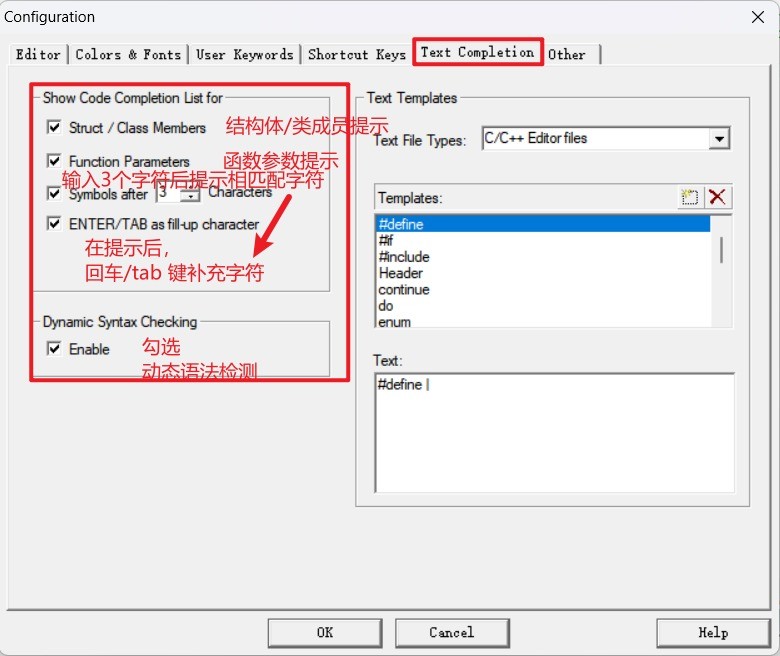 Configuration
Editor
Colors & Fonts
User Keywords
Shortcut Keys
Text Completion
Other
Show Code Completion List for
Struct / Class Members
结构体/类成员提示
Function Parameters
函数参数提示
输入3个字符后提示相匹配字符
Symbols after 3 Characters
ENTER/TAB as fill-up character
在提示后，
回车/tab 键补充字符
Dynamic Syntax Checking
Enable
勾选
动态语法检测
Text Templates
Text File Types: C/C++ Editor files
Templates:
#define
#if
#include
Header
continue
do
enum
Text:
#define |
OK
Cancel
Help